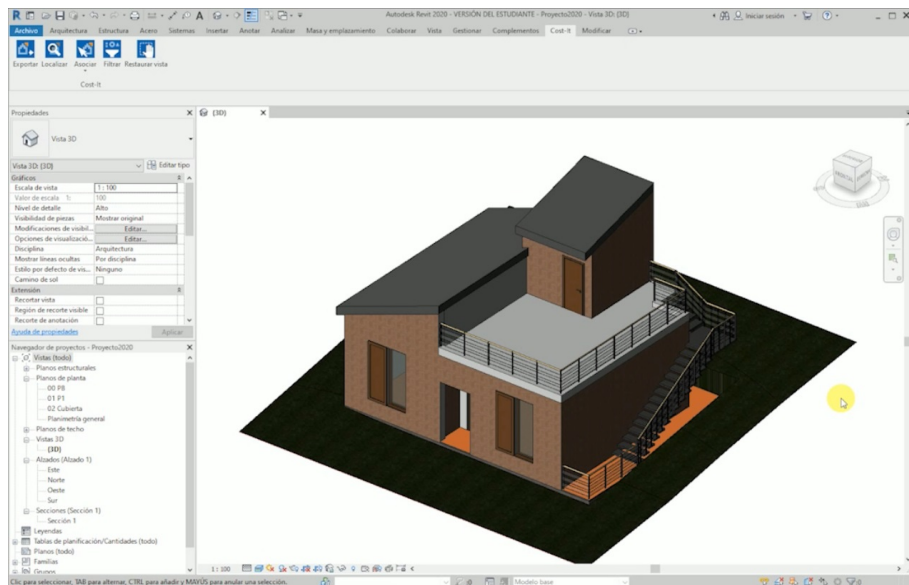 Autodesk Revit 2020 - VERSIÓN DEL ESTUDIANTE - Proyecto2020 - Vista 3D: {3D}
Iniciar sesión
Archivo Arquitectura Estructura Acero Sistemas Insertar Anotar Analizar Masa y emplazamiento Colaborar Vista Gestionar Complementos Cost-It Modificar
Exportar Localizar Asociar Filtrar Restaurar vista
Cost-It
Propiedades
{3D}
Vista 3D
Vista 3D: {3D} Editar tipo
Gráficos
Escala de vista 1 : 100
Valor de escala 1: 100
Nivel de detalle Alto
Visibilidad de piezas Mostrar original
Modificaciones de visibil... Editar...
Opciones de visualizació... Editar...
Disciplina Arquitectura
Mostrar líneas ocultas Por disciplina
Estilo por defecto de vis... Ninguno
Camino de sol
Extensión
Recortar vista
Región de recorte visible
Recorte de anotación
Ayuda de propiedades Aplicar
Navegador de proyectos - Proyecto2020
Vistas (todo)
Planos estructurales
Planos de planta
00 PB
01 P1
02 Cubierta
Planimetría general
Planos de techo
Vistas 3D
{3D}
Alzados (Alzado 1)
Este
Norte
Oeste
Sur
Secciones (Sección 1)
Sección 1
Leyendas
Tablas de planificación/Cantidades (todo)
Planos (todo)
Familias
Grupos
1 : 100
Clic para seleccionar, TAB para alternar, CTRL para añadir y MAYÚS para anular una selección.
Modelo base